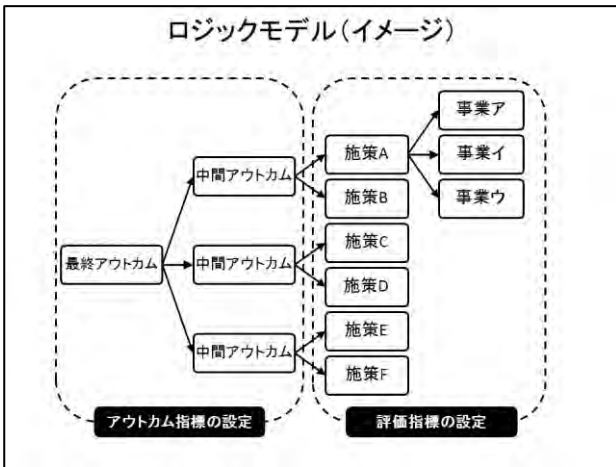 ロジックモデル(イメージ)
最終アウトカム
中間アウトカム
中間アウトカム
中間アウトカム
施策A
施策B
施策C
施策D
施策E
施策F
事業ア
事業イ
事業ウ
アウトカム指標の設定
評価指標の設定